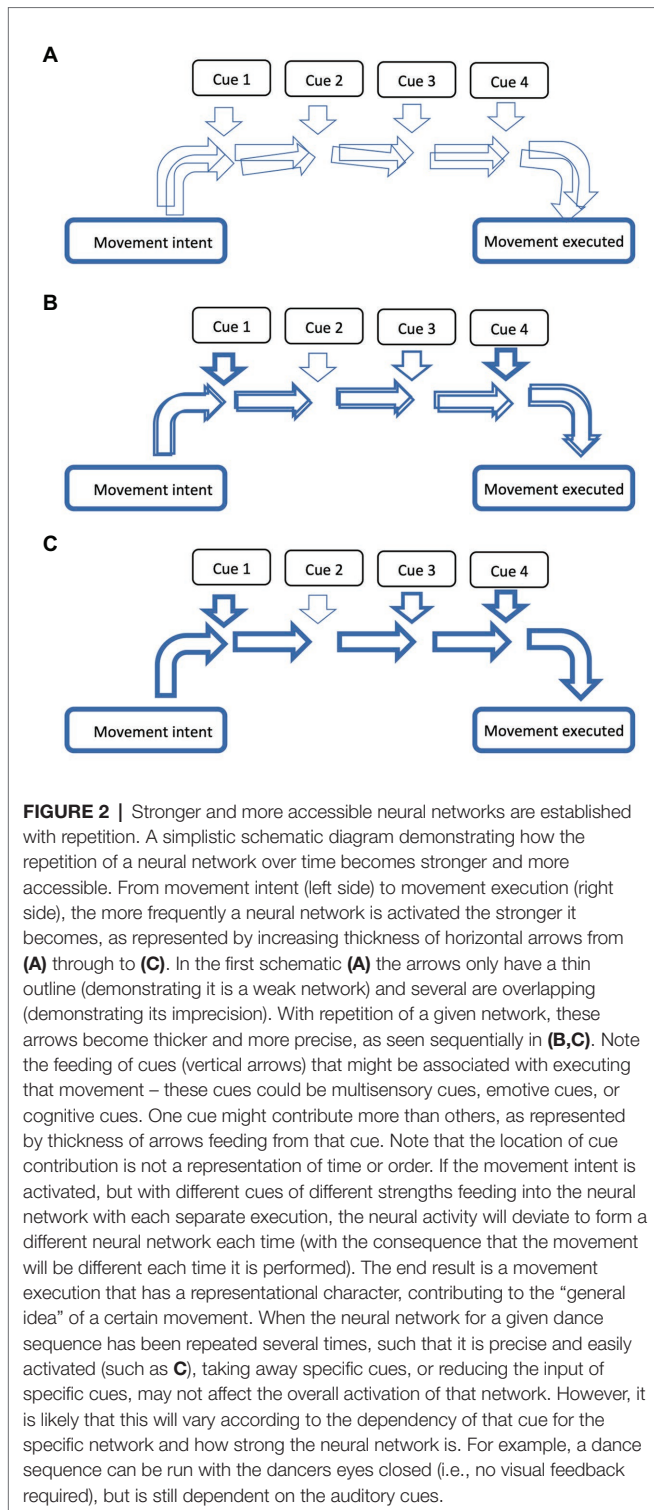 A
Cue 1 Cue 2 Cue 3 Cue 4
Movement intent Movement executed
B
Cue 1 Cue 2 Cue 3 Cue 4
Movement intent Movement executed
C
Cue 1 Cue 2 Cue 3 Cue 4
Movement intent Movement executed
FIGURE 2 | Stronger and more accessible neural networks are established
with repetition. A simplistic schematic diagram demonstrating how the
repetition of a neural network over time becomes stronger and more
accessible. From movement intent (left side) to movement execution (right
side), the more frequently a neural network is activated the stronger it
becomes, as represented by increasing thickness of horizontal arrows from
(A) through to (C). In the first schematic (A) the arrows only have a thin
outline (demonstrating it is a weak network) and several are overlapping
(demonstrating its imprecision). With repetition of a given network, these
arrows become thicker and more precise, as seen sequentially in (B,C). Note
the feeding of cues (vertical arrows) that might be associated with executing
that movement – these cues could be multisensory cues, emotive cues, or
cognitive cues. One cue might contribute more than others, as represented
by thickness of arrows feeding from that cue. Note that the location of cue
contribution is not a representation of time or order. If the movement intent is
activated, but with different cues of different strengths feeding into the neural
network with each separate execution, the neural activity will deviate to form a
different neural network each time (with the consequence that the movement
will be different each time it is performed). The end result is a movement
execution that has a representational character, contributing to the “general
idea” of a certain movement. When the neural network for a given dance
sequence has been repeated several times, such that it is precise and easily
activated (such as C), taking away specific cues, or reducing the input of
specific cues, may not affect the overall activation of that network. However, it
is likely that this will vary according to the dependency of that cue for the
specific network and how strong the neural network is. For example, a dance
sequence can be run with the dancers eyes closed (i.e., no visual feedback
required), but is still dependent on the auditory cues.